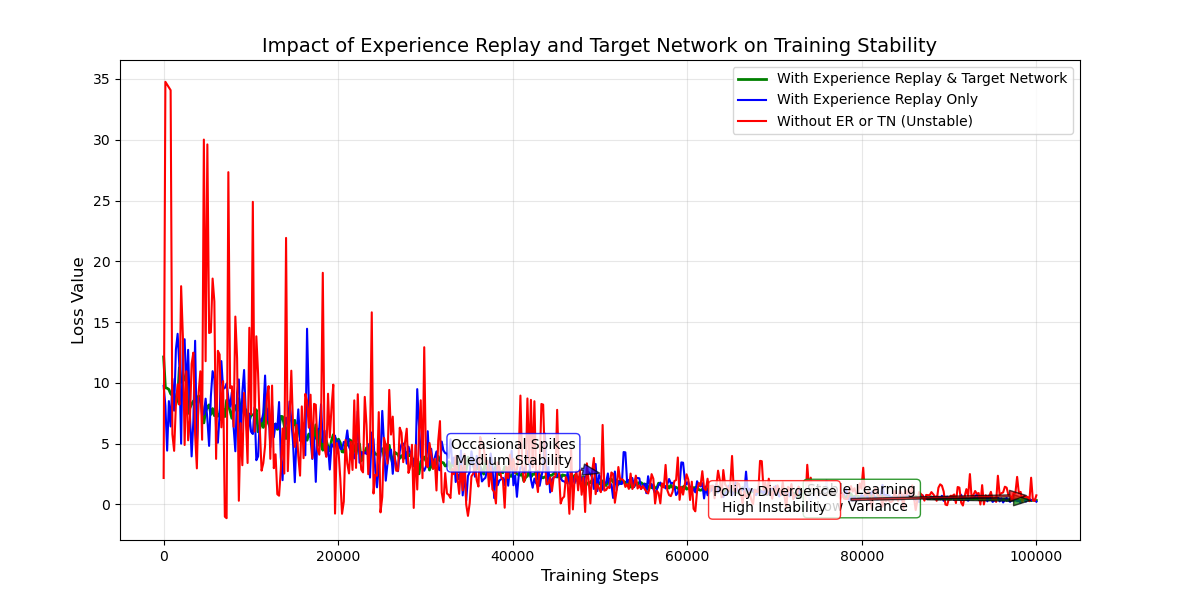 Impact of Experience Replay and Target Network on Training Stability
With Experience Replay & Target Network
With Experience Replay Only
Without ER or TN (Unstable)
Loss Value
35
30
25
20
15
10
5
0
Occasional Spikes
Medium Stability
Policy Divergence
High Instability
Learning
Variance
0
20000
40000
60000
80000
100000
Training Steps